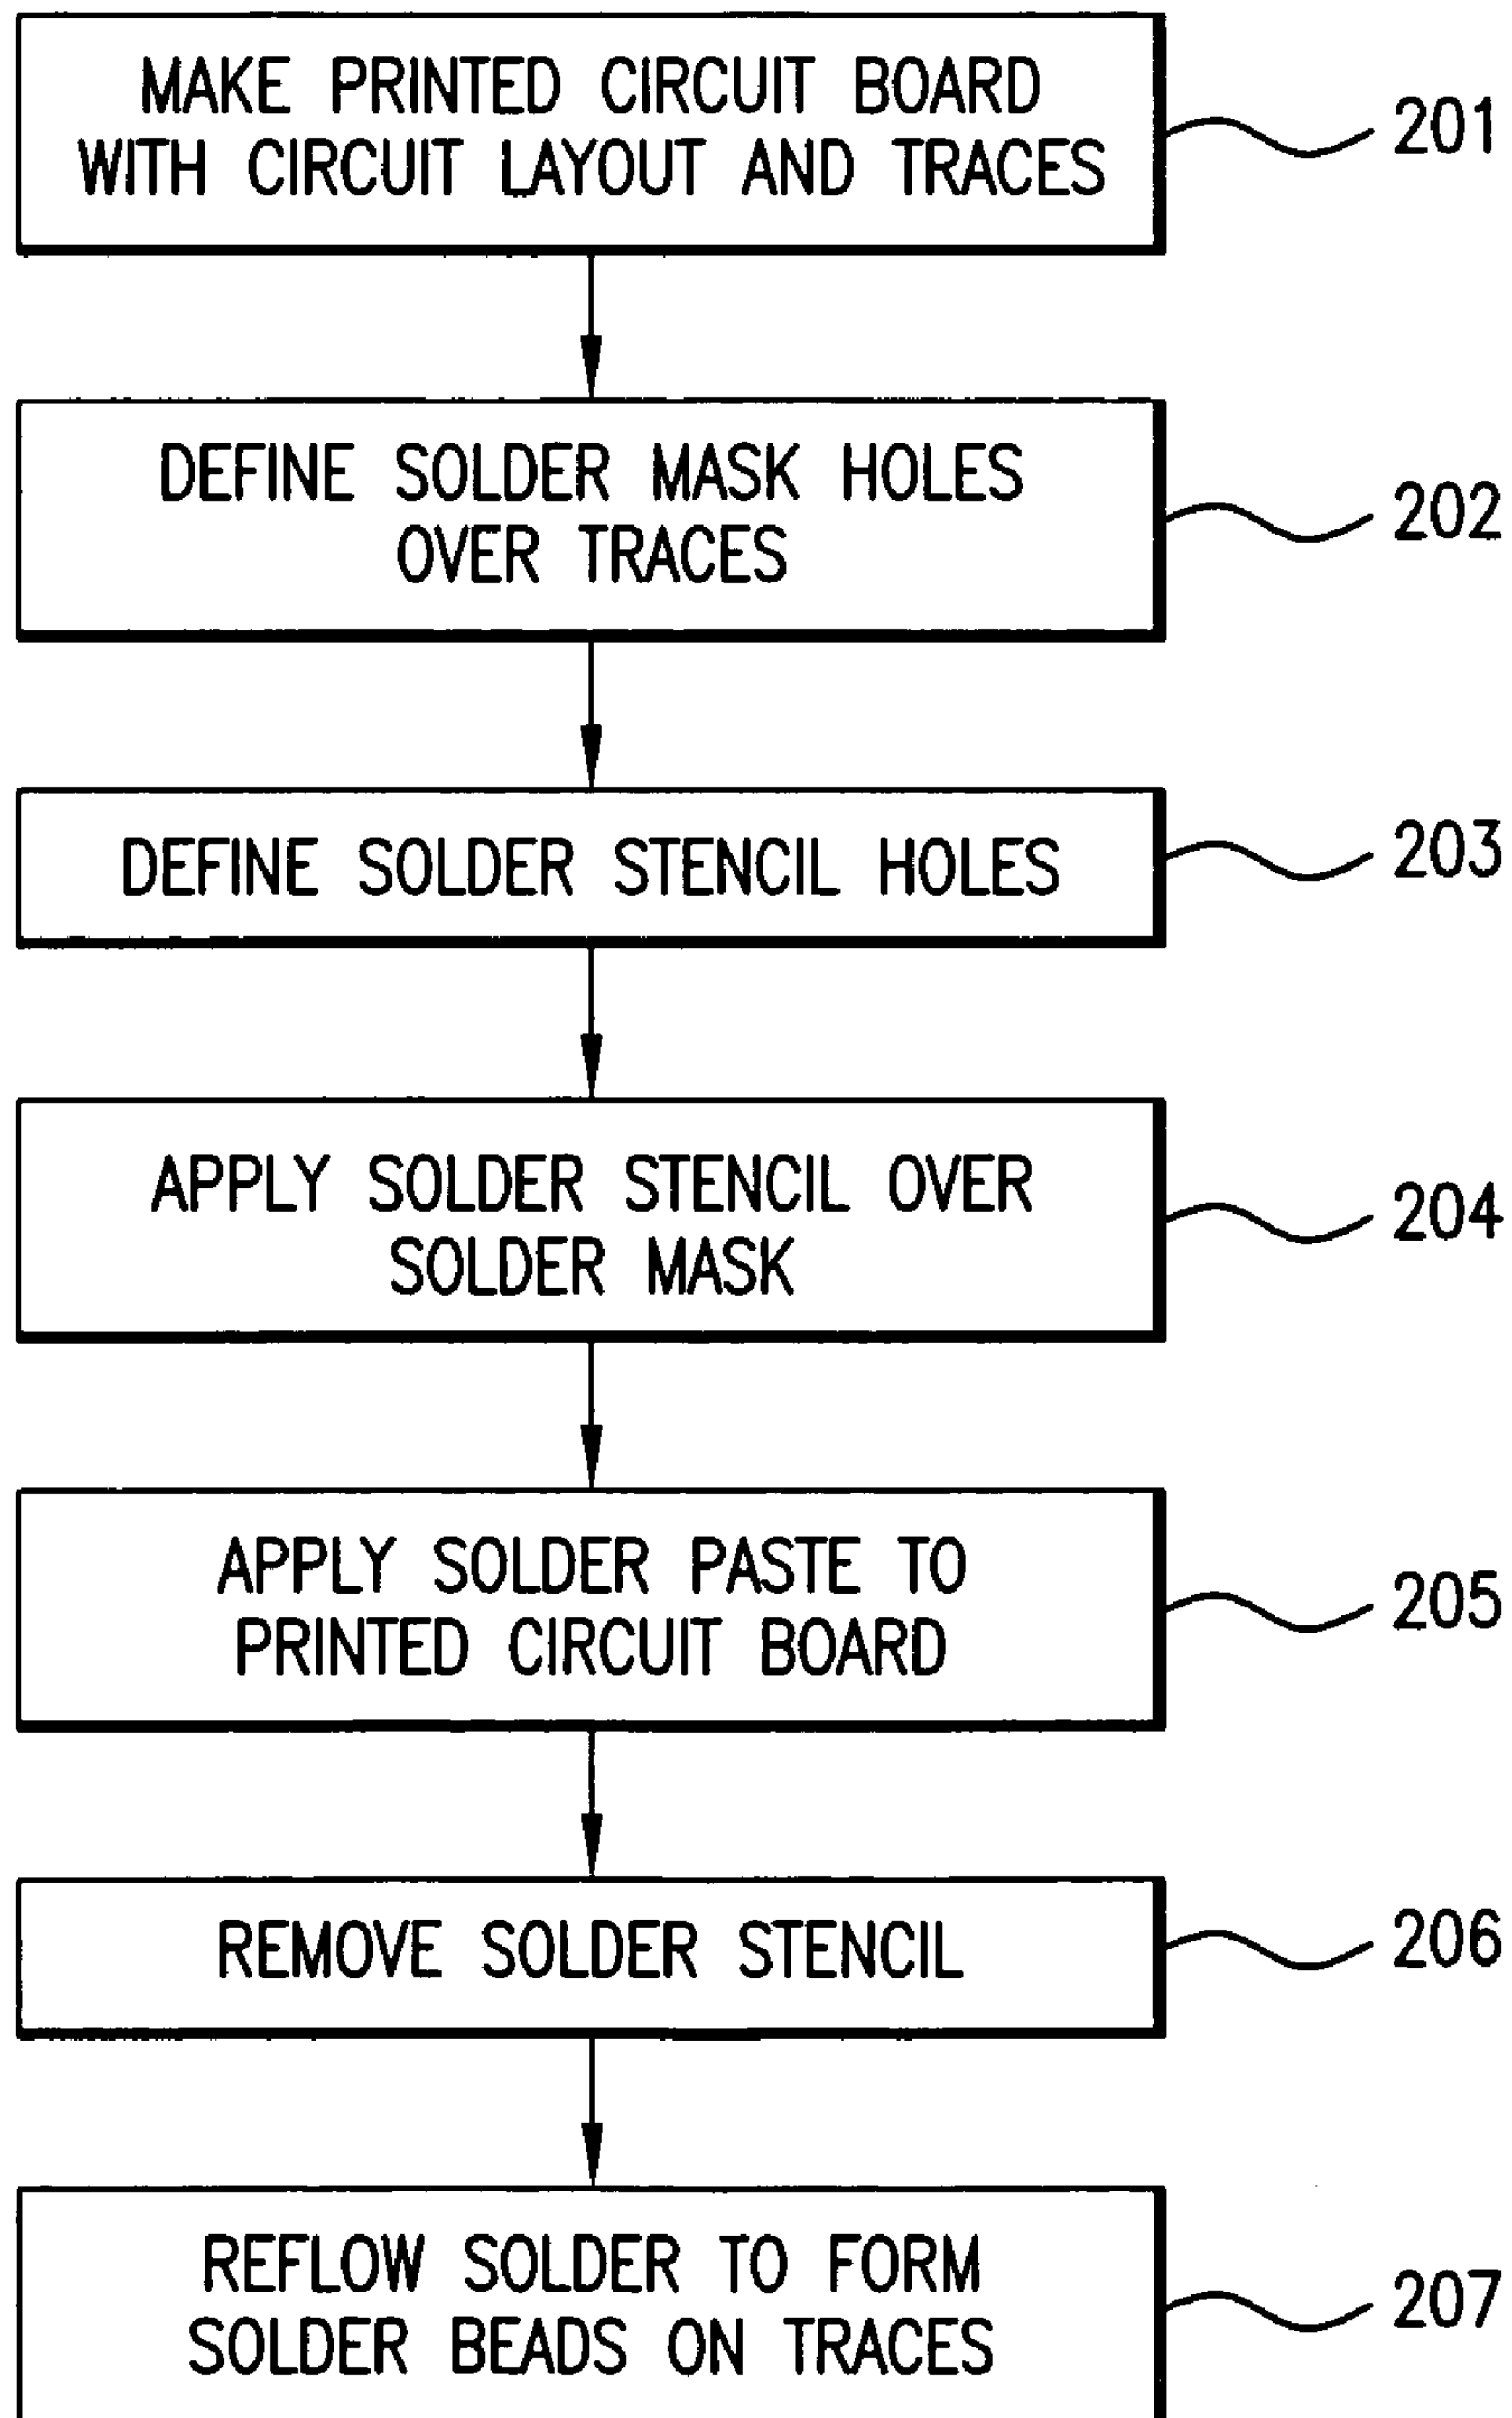 MAKE PRINTED CIRCUIT BOARD
WITH CIRCUIT LAYOUT AND TRACES
201
DEFINE SOLDER MASK HOLES
OVER TRACES
202
DEFINE SOLDER STENCIL HOLES
203
APPLY SOLDER STENCIL OVER
SOLDER MASK
204
APPLY SOLDER PASTE TO
PRINTED CIRCUIT BOARD
205
REMOVE SOLDER STENCIL
206
REFLOW SOLDER TO FORM
SOLDER BEADS ON TRACES
207